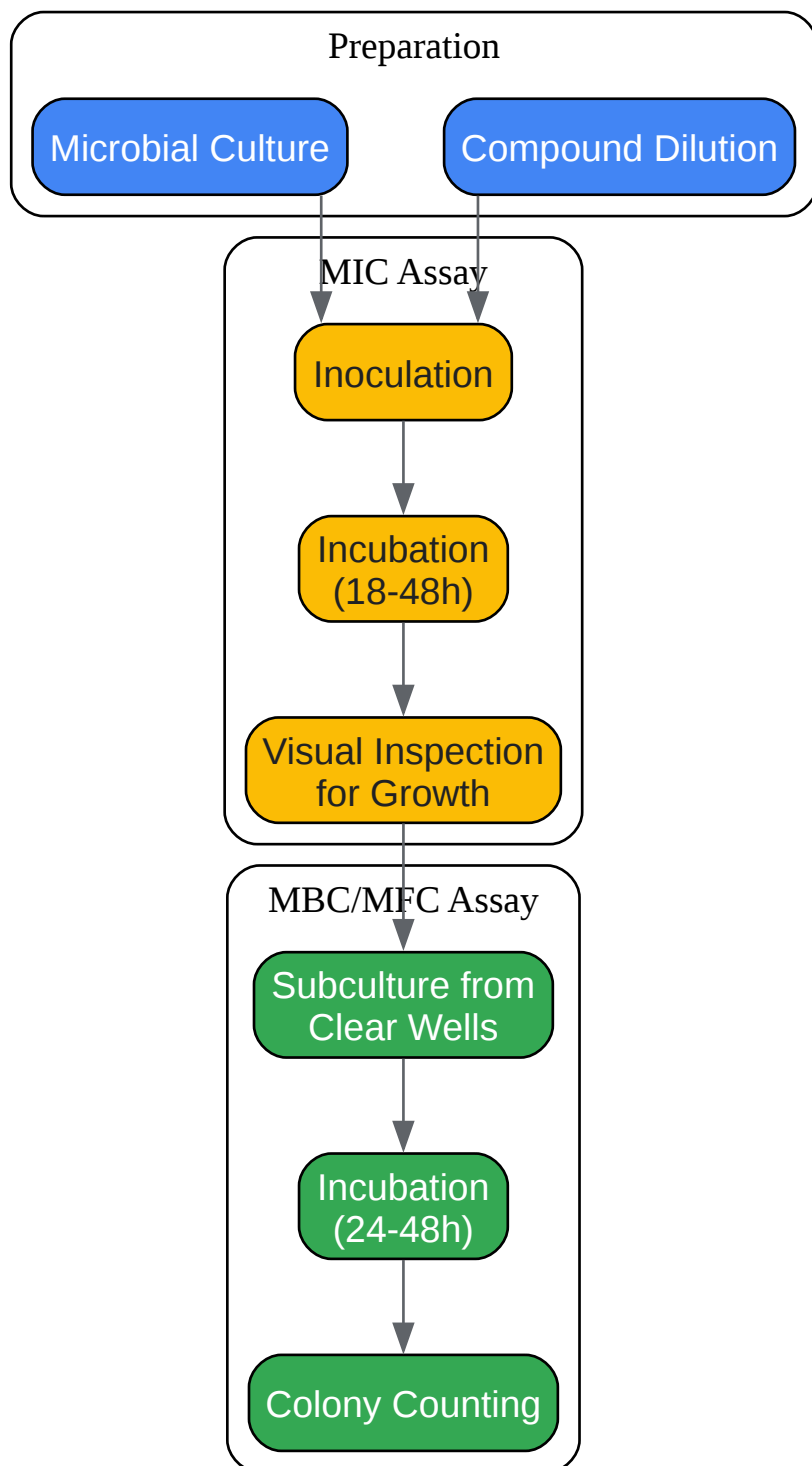 Preparation
Microbial Culture
Compound Dilution
MIC Assay
Inoculation
Incubation
(18-48h)
Visual Inspection
for Growth
MBC/MFC Assay
Subculture from
Clear Wells
Incubation
(24-48h)
Colony Counting